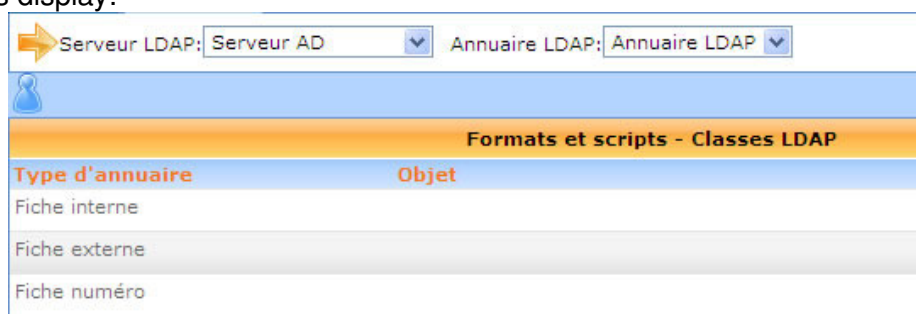 s display:
Serveur LDAP: Serveur AD Annuaire LDAP: Annuaire LDAP
Formats et scripts - Classes LDAP
Type d'annuaire Objet
Fiche interne
Fiche externe
Fiche numéro